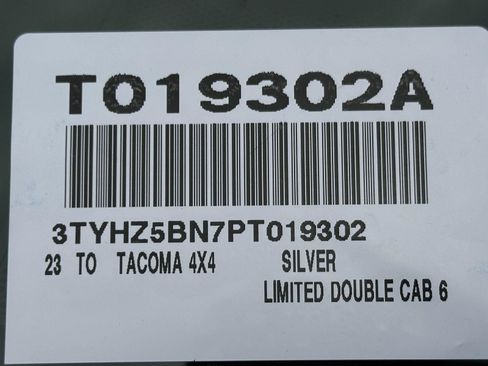 T019302A
3TYHZ5BN7PT019302
23 TO TACOMA 4X4 SILVER
LIMITED DOUBLE CAB 6